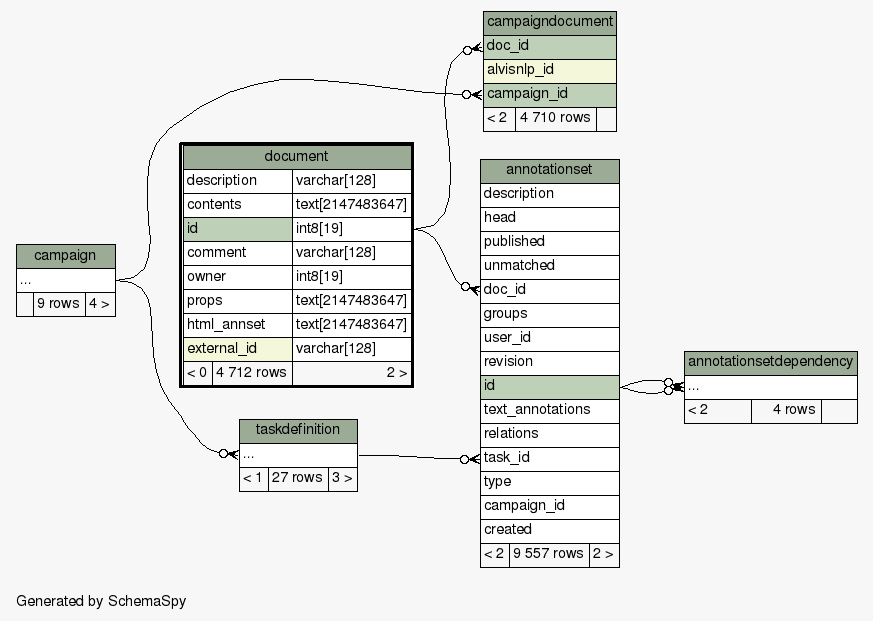 campaigndocument
doc_id
alvisnlp_id
campaign_id
< 2 4 710 rows
document
description varchar[128]
contents text[2147483647]
id int8[19]
comment varchar[128]
owner int8[19]
props text[2147483647]
html_annset text[2147483647]
external_id varchar[128]
< 0 4 712 rows 2 >
annotationset
description
head
published
unmatched
doc_id
groups
user_id
revision
id
text_annotations
relations
task_id
type
campaign_id
created
< 2 9 557 rows 2 >
campaign
...
9 rows 4 >
annotationsetdependency
...
< 2 4 rows
taskdefinition
...
< 1 27 rows 3 >
Generated by SchemaSpy